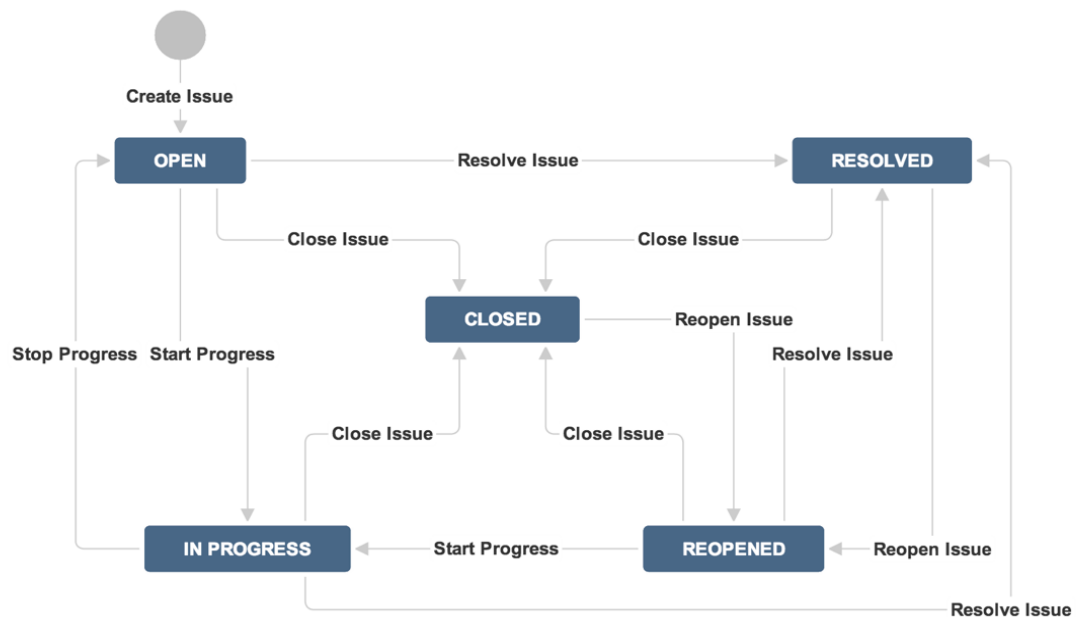 Create Issue
OPEN
Resolve Issue
RESOLVED
Close Issue
Close Issue
CLOSED
Reopen Issue
Stop Progress
Start Progress
Resolve Issue
Close Issue
Close Issue
IN PROGRESS
Start Progress
REOPENED
Reopen Issue
Resolve Issue